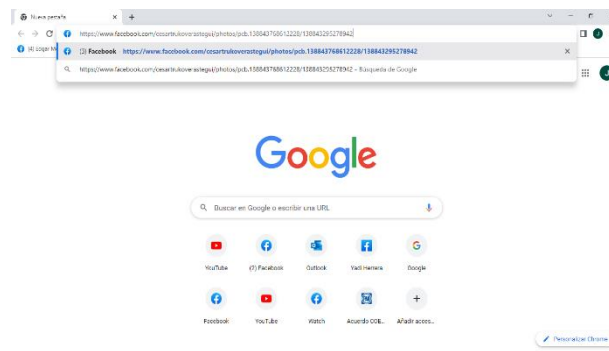 Nueva pestaña
https://www.facebook.com/cesartrukoverastegui/photos/pcb.138843768612228/138843295278942
(3) Facebook https://www.facebook.com/cesartrukoverastegui/photos/pcb.138843768612228/138843295278942
https://www.facebook.com/cesartrukoverastegui/photos/pcb.138843768612228/138843295278942 - Búsqueda de Google
Google
Buscar en Google o escribir una URL
YouTube (7) Facebook Outlook Yadi Herrera Google
Facebook YouTube Watch Acuerdo COE... Añadir acces...
Personalizar Chrome